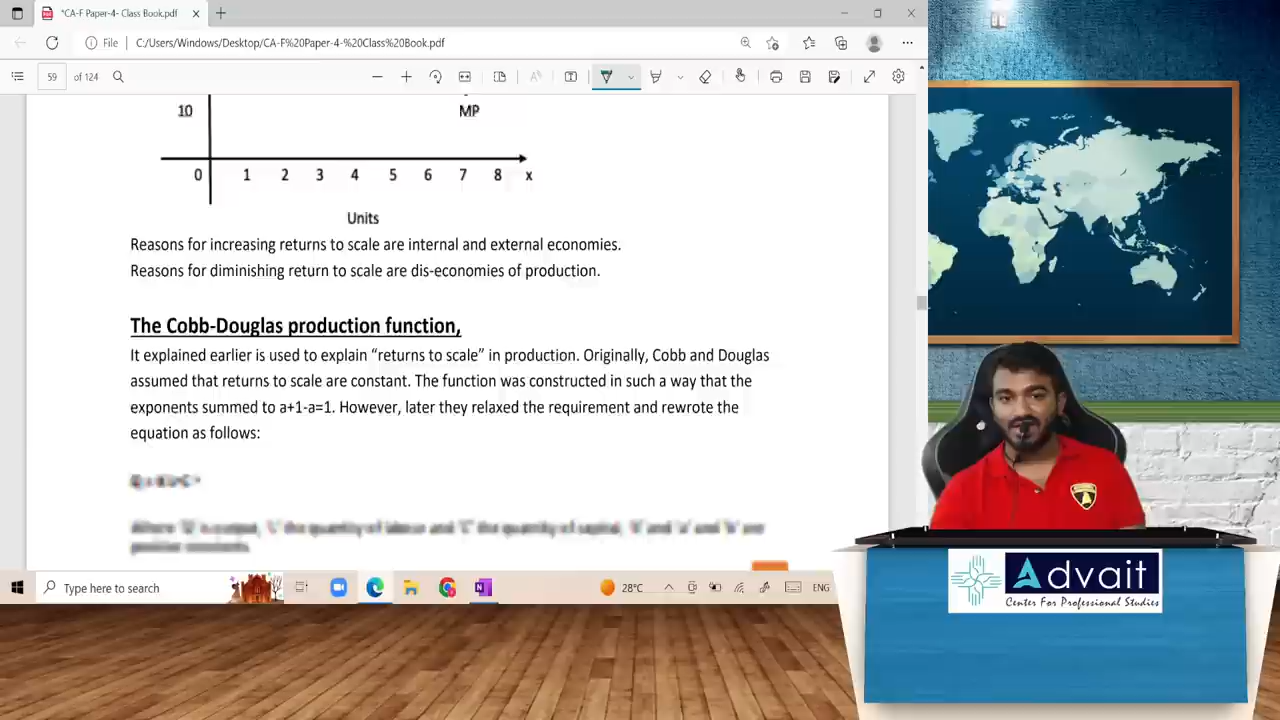 *CA-F Paper-4- Class Book.pdf
File
C:/Users/Windows/Desktop/CA-F%20Paper-4-%20Class%20Book.pdf
59 of 124
10
MP
0 1 2 3 4 5 6 7 8 x
Units
Reasons for increasing returns to scale are internal and external economies.
Reasons for diminishing return to scale are dis-economies of production.
The Cobb-Douglas production function,
It explained earlier is used to explain “returns to scale” in production. Originally, Cobb and Douglas
assumed that returns to scale are constant. The function was constructed in such a way that the
exponents summed to a+1-a=1. However, later they relaxed the requirement and rewrote the
equation as follows:
Type here to search
28°C
ENG
Advait
Center For Professional Studies